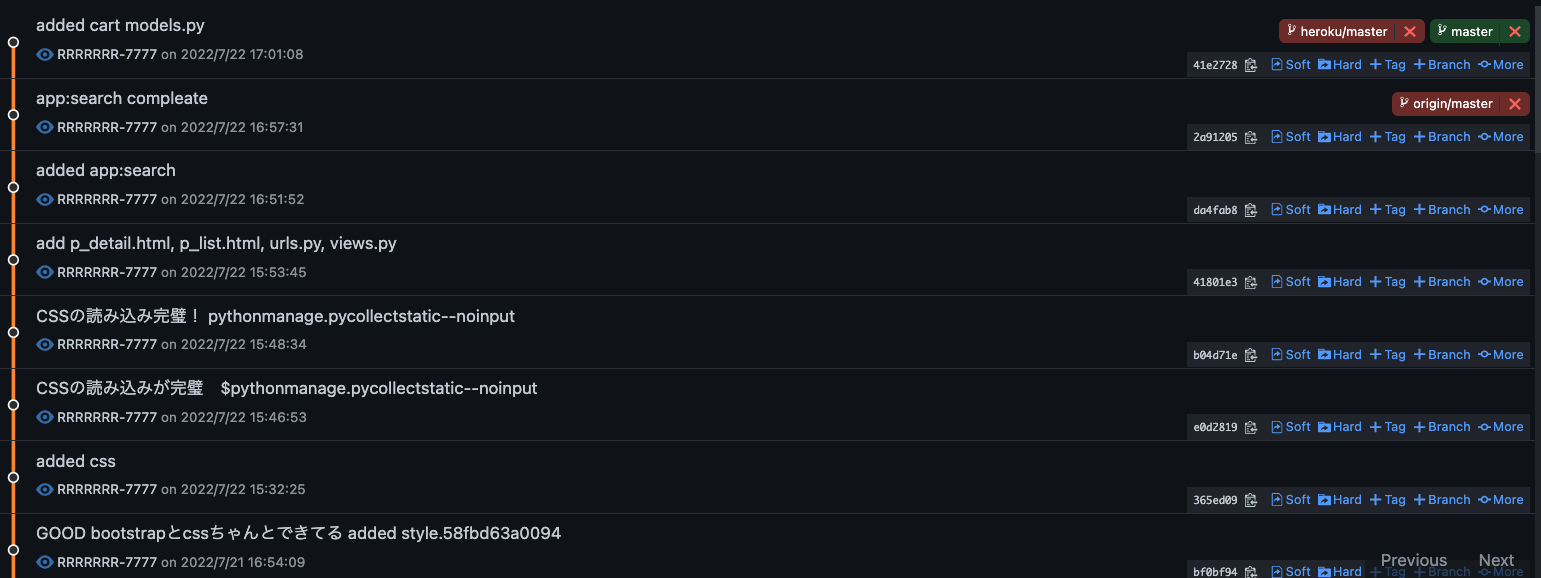 added cart models.py
heroku/master master
RRRRRRR-7777 on 2022/7/22 17:01:08
41e2728 Soft Hard Tag Branch More
app:search compleate
origin/master
RRRRRRR-7777 on 2022/7/22 16:57:31
2a91205 Soft Hard Tag Branch More
added app:search
RRRRRRR-7777 on 2022/7/22 16:51:52
da4fab8 Soft Hard Tag Branch More
add p_detail.html, p_list.html, urls.py, views.py
RRRRRRR-7777 on 2022/7/22 15:53:45
41801e3 Soft Hard Tag Branch More
CSSの読み込み完璧！ pythonmanage.pycollectstatic--noinput
RRRRRRR-7777 on 2022/7/22 15:48:34
b04d71e Soft Hard Tag Branch More
CSSの読み込みが完璧　$pythonmanage.pycollectstatic--noinput
RRRRRRR-7777 on 2022/7/22 15:46:53
e0d2819 Soft Hard Tag Branch More
added css
RRRRRRR-7777 on 2022/7/22 15:32:25
365ed09 Soft Hard Tag Branch More
GOOD bootstrapとcssちゃんとできてる added style.58fbd63a0094
RRRRRRR-7777 on 2022/7/21 16:54:09
Previous Next
bf0bf94 Soft Hard Tag Branch More